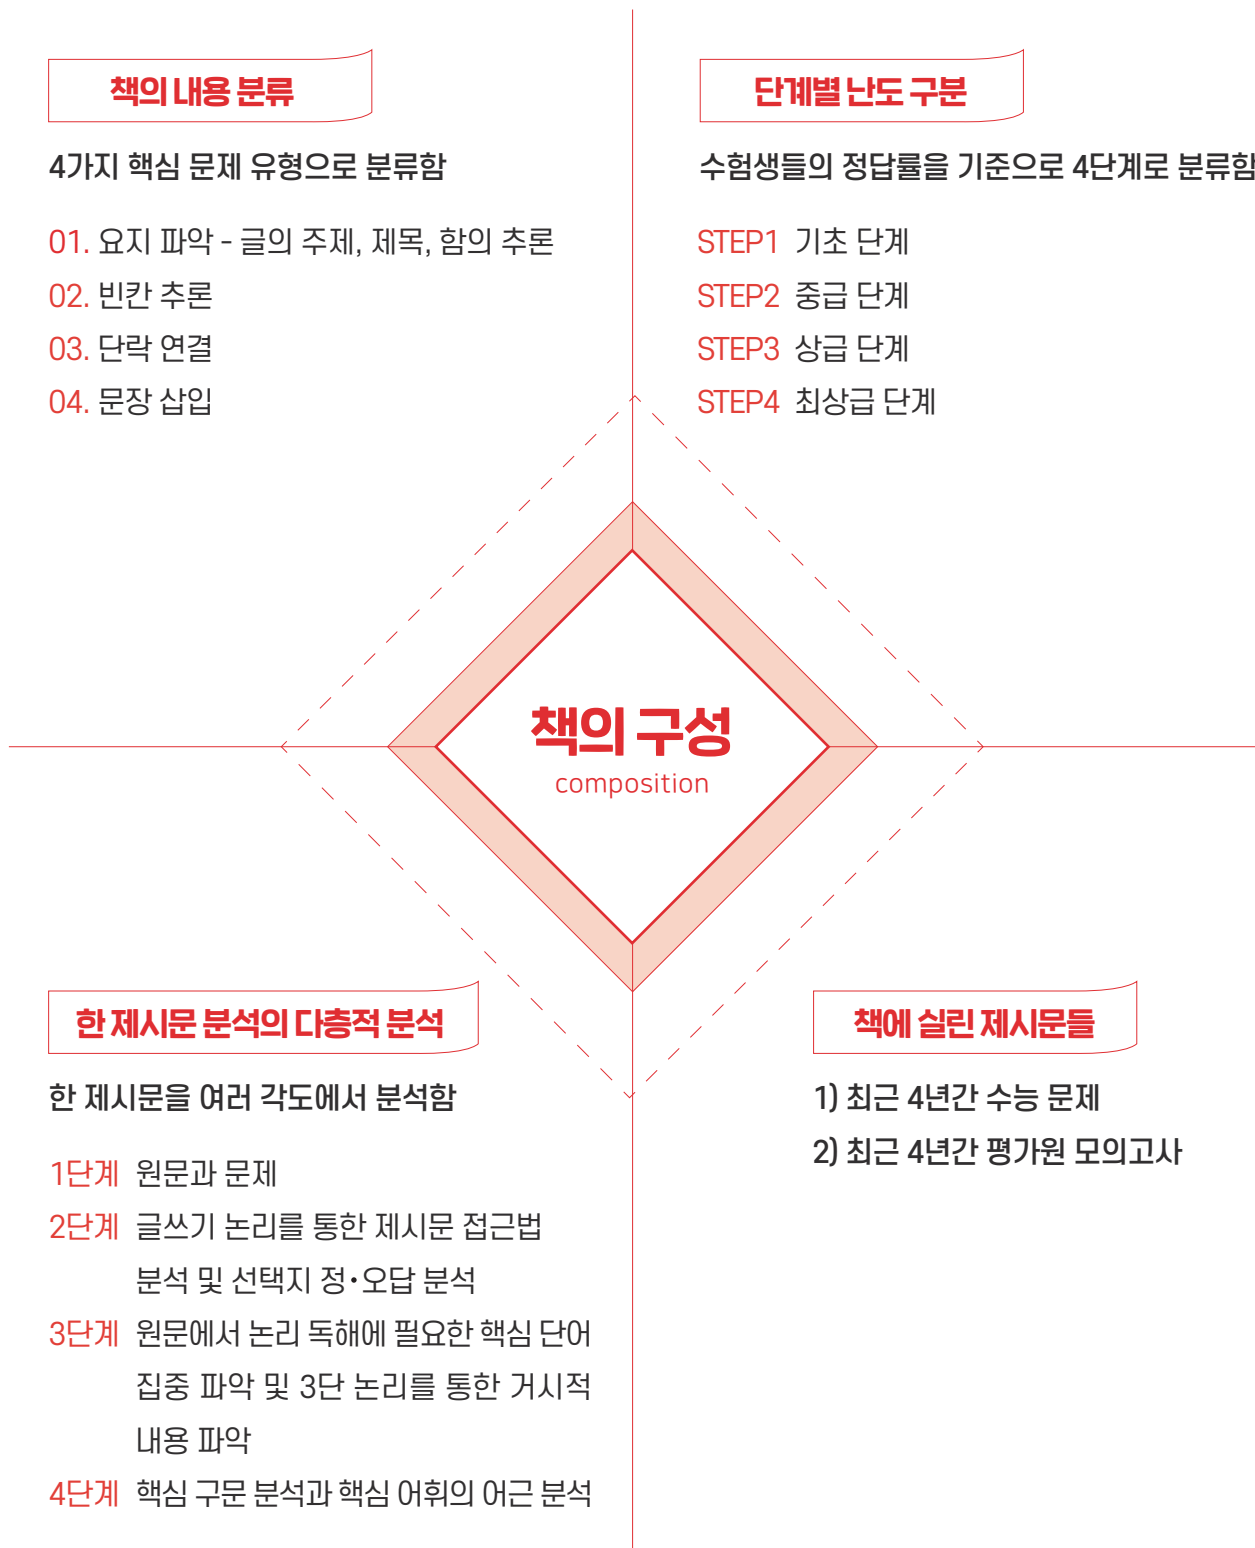 책의 내용 분류
4가지 핵심 문제 유형으로 분류함
01. 요지 파악 - 글의 주제, 제목, 함의 추론
02. 빈칸 추론
03. 단락 연결
04. 문장 삽입
단계별 난도 구분
수험생들의 정답률을 기준으로 4단계로 분류함
STEP1 기초 단계
STEP2 중급 단계
STEP3 상급 단계
STEP4 최상급 단계
책의 구성
composition
한 제시문 분석의 다층적 분석
한 제시문을 여러 각도에서 분석함
1단계 원문과 문제
2단계 글쓰기 논리를 통한 제시문 접근법
분석 및 선택지 정•오답 분석
3단계 원문에서 논리 독해에 필요한 핵심 단어
집중 파악 및 3단 논리를 통한 거시적
내용 파악
4단계 핵심 구문 분석과 핵심 어휘의 어근 분석
책에 실린 제시문들
1) 최근 4년간 수능 문제
2) 최근 4년간 평가원 모의고사